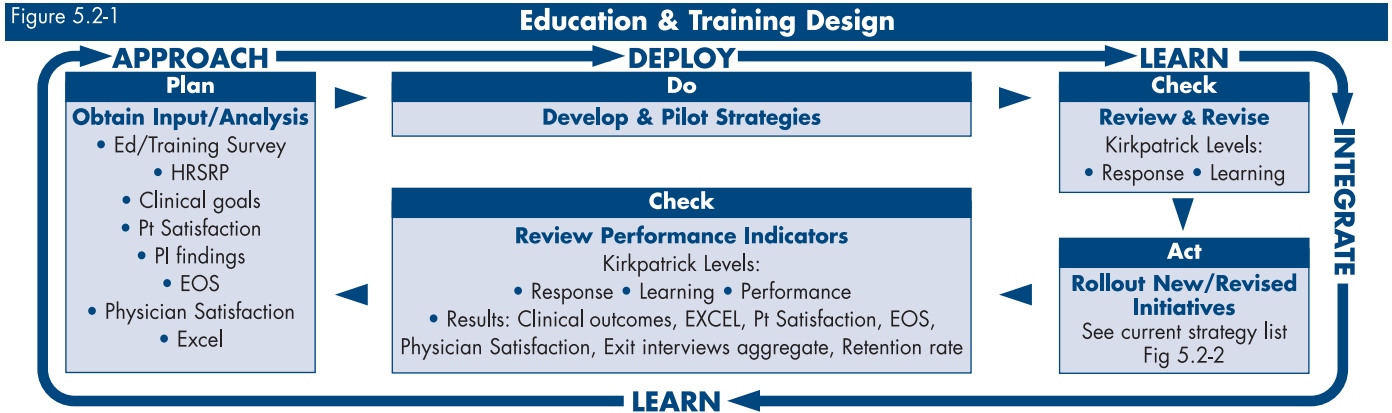 Figure 5.2-1
Education & Training Design
APPROACH
DEPLOY
LEARN
Plan
Obtain Input/Analysis
• Ed/Training Survey
• HRSRP
• Clinical goals
• Pt Satisfaction
• PI findings
• EOS
• Physician Satisfaction
• Excel
Do
Develop & Pilot Strategies
Check
Review & Revise
Kirkpatrick Levels:
• Response • Learning
INTEGRATE
Act
Rollout New/Revised
Initiatives
See current strategy list
Fig 5.2-2
Check
Review Performance Indicators
Kirkpatrick Levels:
• Response • Learning • Performance
• Results: Clinical outcomes, EXCEL, Pt Satisfaction, EOS,
Physician Satisfaction, Exit interviews aggregate, Retention rate
LEARN